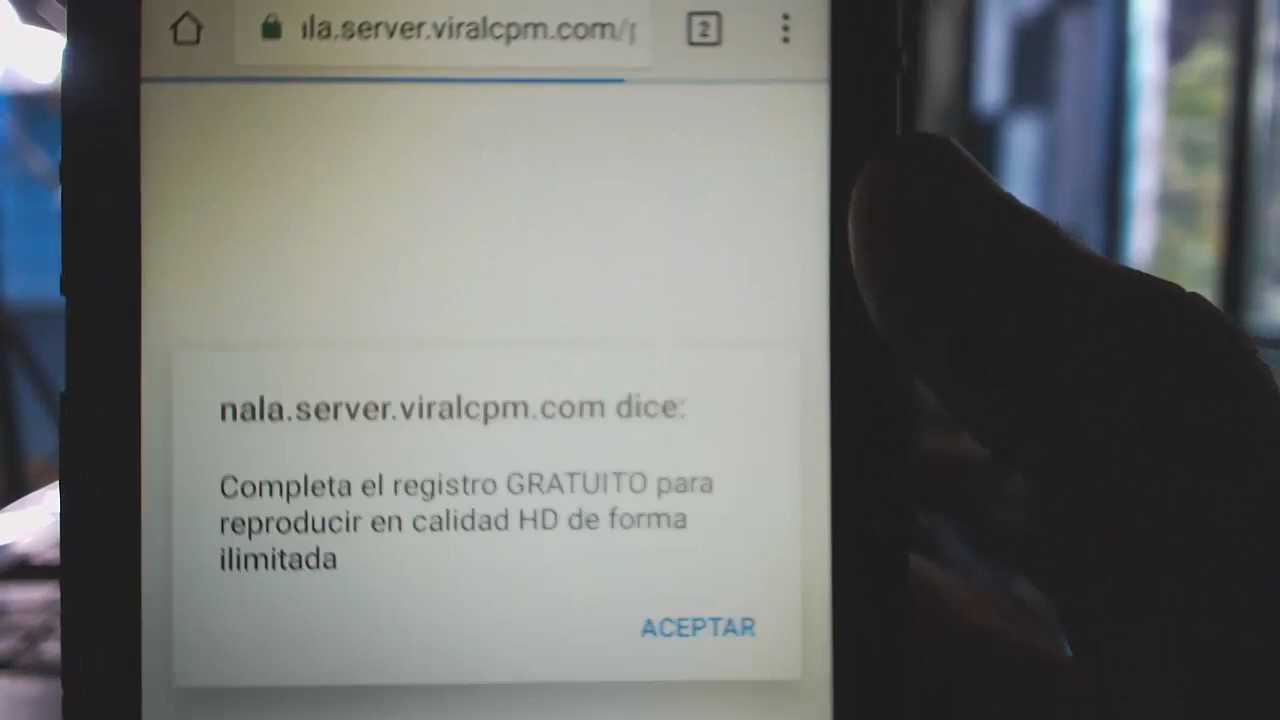 ıla.server.viralcpm.com/p
2
nala.server.viralcpm.com dice:
Completa el registro GRATUITO para
reproducir en calidad HD de forma
ilimitada
ACEPTAR